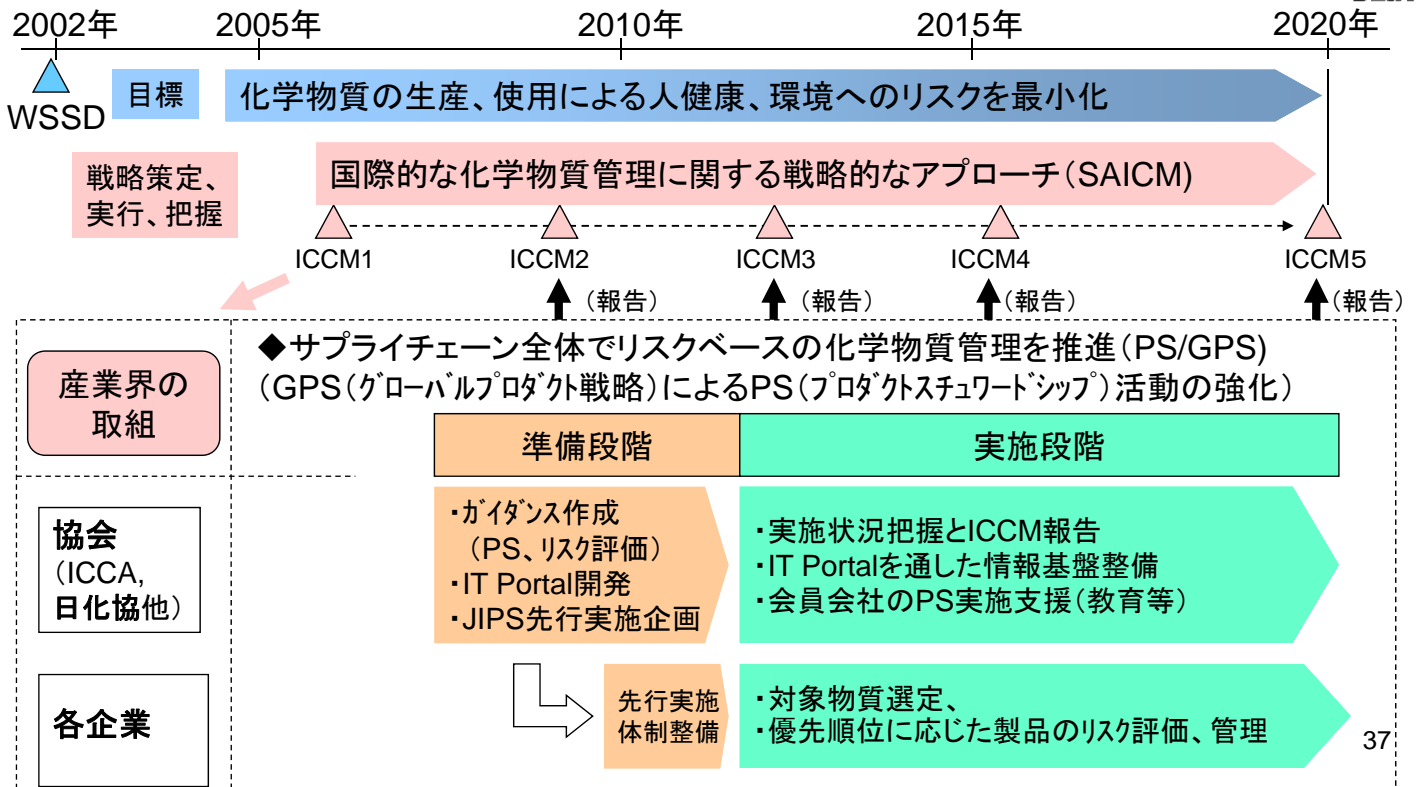 2002年 2005年 2010年 2015年 2020年
WSSD
目標
化学物質の生産、使用による人健康、環境へのリスクを最小化
戦略策定、
実行、把握
国際的な化学物質管理に関する戦略的なアプローチ(SAICM)
ICCM1 ICCM2 ICCM3 ICCM4 ICCM5
(報告) (報告) (報告) (報告)
産業界の
取組
◆サプライチェーン全体でリスクベースの化学物質管理を推進(PS/GPS)
(GPS(グローバルプロダクト戦略)によるPS(プロダクトスチュワードシップ)活動の強化)
準備段階
実施段階
協会
(ICCA,
日化協他)
・ガイダンス作成
(PS、リスク評価)
・IT Portal開発
・JIPS先行実施企画
・実施状況把握とICCM報告
・IT Portalを通した情報基盤整備
・会員会社のPS実施支援(教育等)
各企業
先行実施
体制整備
・対象物質選定、
・優先順位に応じた製品のリスク評価、管理
37